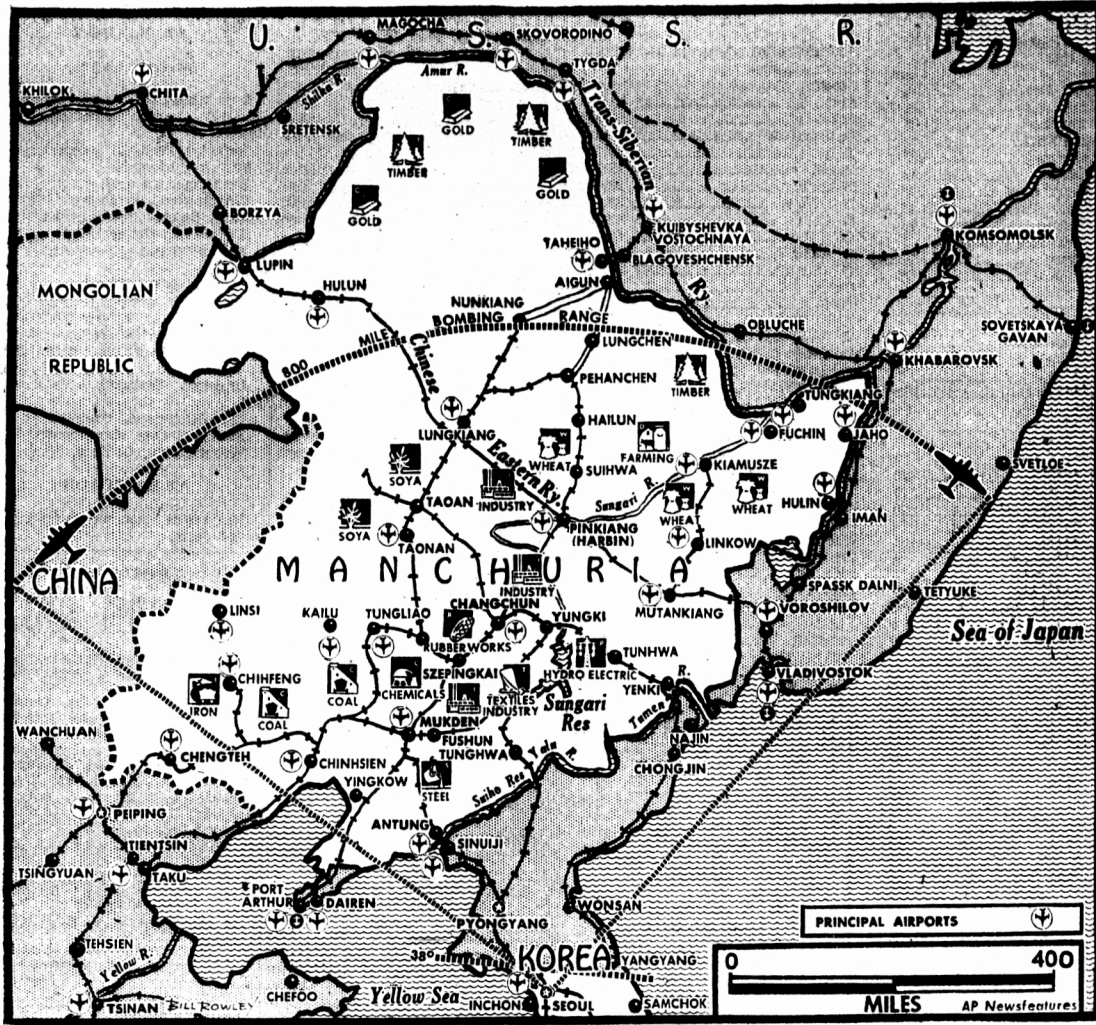 U. S. S. R.
MAGOCHA
SKOVORODINO
TYGDA
KHILOK
CHITA
Shilka R.
Amur R.
SRETENSK
Trans-Siberian
Ry.
GOLD
TIMBER
TIMBER
GOLD
GOLD
BORZYA
KUIBYSHEVKA
VOSTOCHNAYA
KOMSOMOLSK
TAHEIHO
BLAGOVESHCHENSK
LUPIN
AIGUN
HULUN
MONGOLIAN
REPUBLIC
NUNKIANG
800 MILE BOMBING RANGE
OBLUCHE
SOVETSKAYA
GAVAN
LUNGCHEN
KHABAROVSK
Chinese
Eastern Ry.
PEHANCHEN
TIMBER
TUNGKIANG
HAILUN
LUNGKIANG
FUCHIN
JAHO
WHEAT
FARMING
SVETLOE
SOYA
SUIHWA
KIAMUSZE
INDUSTRY
Sungari R.
TAOAN
WHEAT
WHEAT
HULIN
IMAN
SOYA
PINKIANG
(HARBIN)
TAONAN
LINKOW
CHINA
MANCHURIA
INDUSTRY
SPASSK DALNI
TETYUKE
LINSI
KAILU
TUNGLIAO
CHANGCHUN
YUNGKI
MUTANKIANG
VOROSHILOV
Sea of Japan
RUBBERWORKS
SZEPINGKAI
HYDRO ELECTRIC
TUNHWA
CHIHFENG
IRON
COAL
COAL
CHEMICALS
TEXTILES
INDUSTRY
Sungari
Res
YENKI
VLADIVOSTOK
Tumen R.
WANCHUAN
MUKDEN
FUSHUN
TUNGHWA
Yalu R.
NAJIN
CHENGTEH
CHINHSIEN
YINGKOW
STEEL
Suiho Res
CHONGJIN
PEIPING
ANTUNG
SINUIJI
TIENTSIN
TSINGYUAN
TAKU
PORT
ARTHUR
DAIREN
PYONGYANG
WONSAN
PRINCIPAL AIRPORTS
TEHSIEN
Yellow R.
38°
KOREA
YANGYANG
0 400
MILES
AP Newsfeatures
TSINAN
BILL ROWLEY
CHEFOO
Yellow Sea
INCHON
SEOUL
SAMCHOK